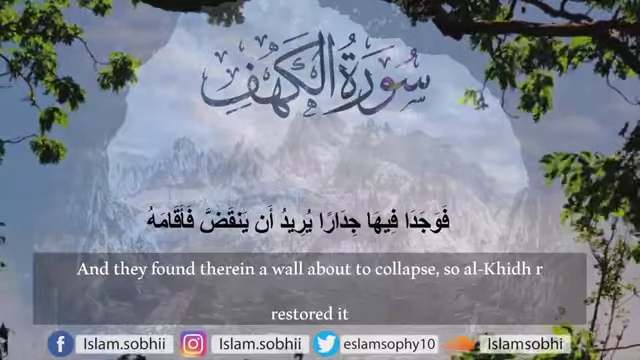 سُورَةُ الكَهْفِ
فَوَجَدَا فِيهَا جِدَارًا يُرِيدُ أَن يَنقَضَّ فَأَقَامَهُ
And they found therein a wall about to collapse, so al-Khidh r
restored it
Islam.sobhii Islam.sobhii eslamsophy10 Islamsobhi